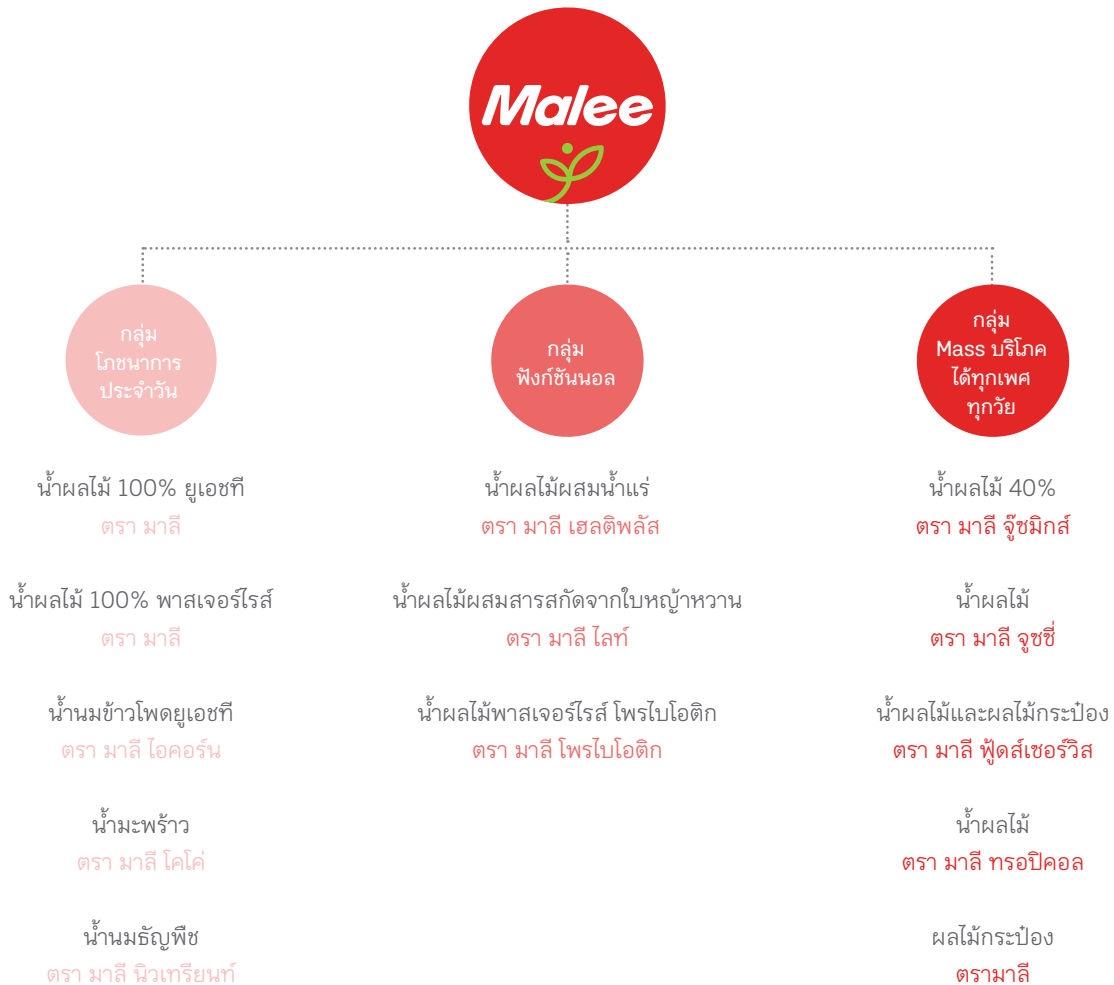 Malee
กลุ่ม
โภชนาการ
ประจำวัน
น้ำผลไม้ 100% ยูเอชที
ตรา มาลี
น้ำผลไม้ 100% พาสเจอร์ไรส์
ตรา มาลี
น้ำนมข้าวโพดยูเอชที
ตรา มาลี ไอคอร์น
น้ำมะพร้าว
ตรา มาลี โคโค่
น้ำนมธัญพืช
ตรา มาลี นิวเทรียนท์
กลุ่ม
ฟังก์ชันนอล
น้ำผลไม้ผสมน้ำแร่
ตรา มาลี เฮลติพลัส
น้ำผลไม้ผสมสารสกัดจากใบหญ้าหวาน
ตรา มาลี ไลท์
น้ำผลไม้พาสเจอร์ไรส์ โพรไบโอติก
ตรา มาลี โพรไบโอติก
กลุ่ม
Mass บริโภค
ได้ทุกเพศ
ทุกวัย
น้ำผลไม้ 40%
ตรา มาลี จู๊ซมิกส์
น้ำผลไม้
ตรา มาลี จูซซี่
น้ำผลไม้และผลไม้กระป๋อง
ตรา มาลี ฟู้ดส์เซอร์วิส
น้ำผลไม้
ตรา มาลี ทรอปิคอล
ผลไม้กระป๋อง
ตรามาลี